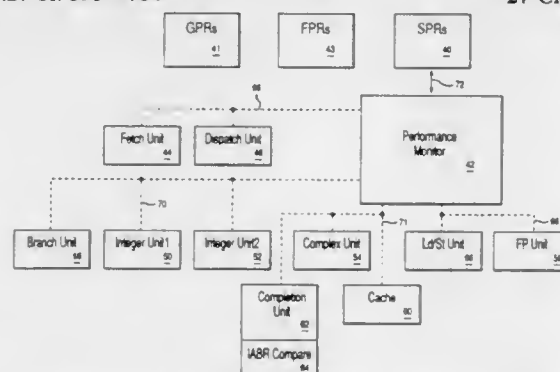 27 Cl
GPRs
41
FPRs
43
SPRs
40
72
Fetch Unit
44
Dispatch Unit
46
Performance
Monitor
42
70
71
Branch Unit
Integer Unit1
50
Integer Unit2
52
Complex Unit
54
Ld/St Unit
FP Unit
Completion
Unit
62
Cache
60
IABR Compare
64